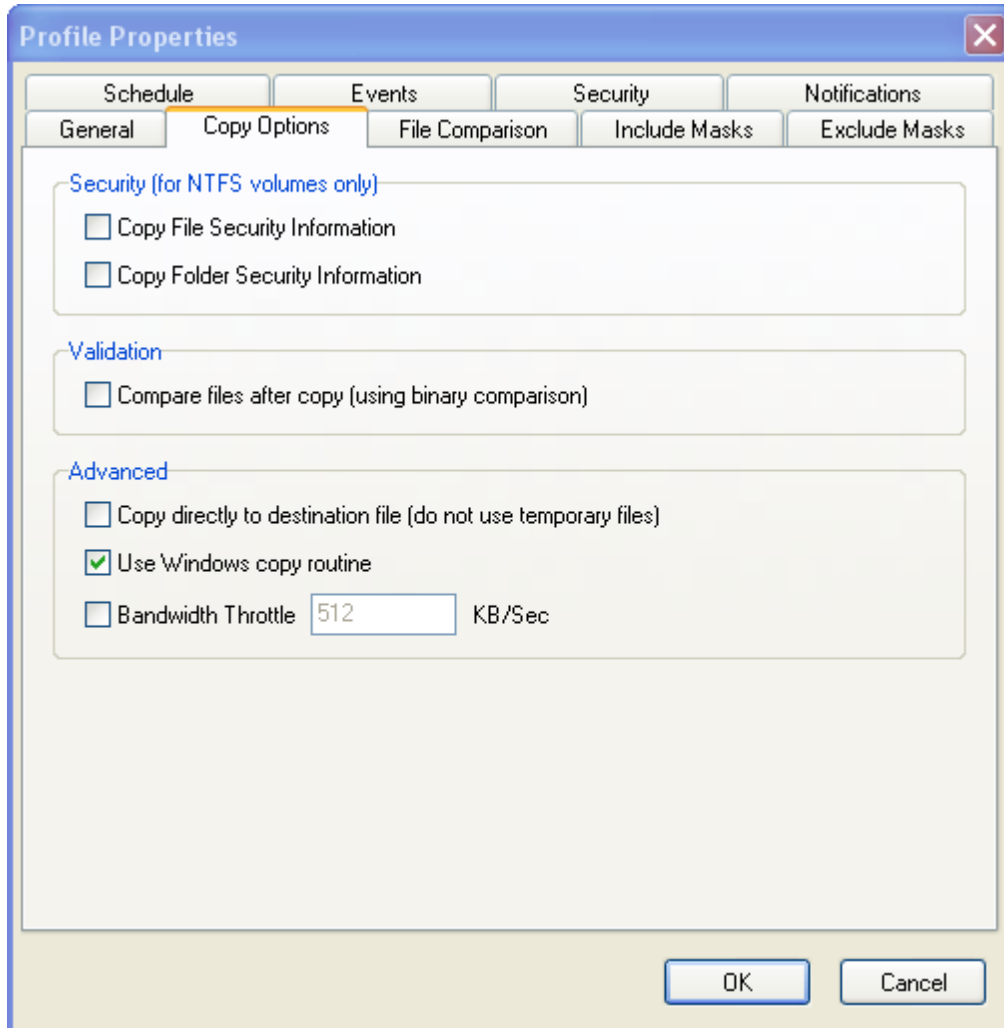 Profile Properties
Schedule Events Security Notifications
General Copy Options File Comparison Include Masks Exclude Masks
Security (for NTFS volumes only)
Copy File Security Information
Copy Folder Security Information
Validation
Compare files after copy (using binary comparison)
Advanced
Copy directly to destination file (do not use temporary files)
Use Windows copy routine
Bandwidth Throttle 512 KB/Sec
OK Cancel